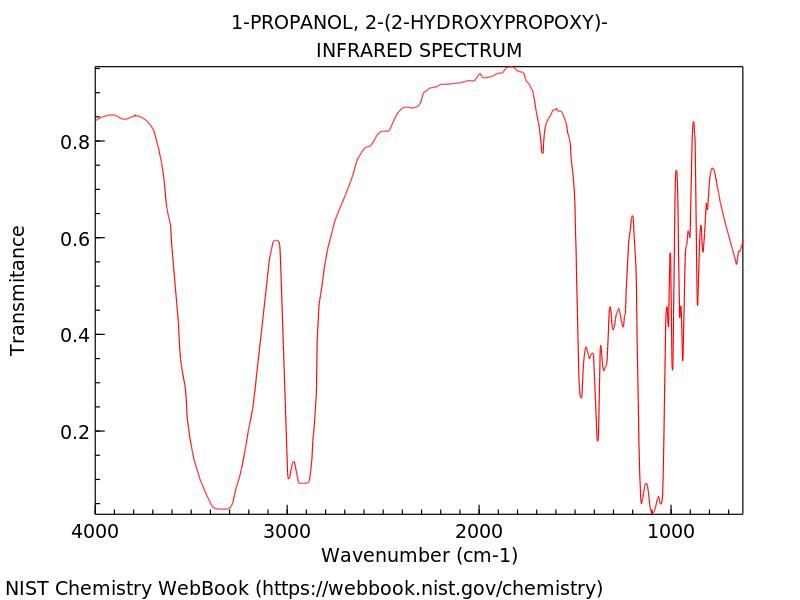 1-PROPANOL, 2-(2-HYDROXYPROPOXY)-
INFRARED SPECTRUM
Transmitance
0.8
0.6
0.4
0.2
4000 3000 2000 1000
Wavenumber (cm-1)
NIST Chemistry WebBook (https://webbook.nist.gov/chemistry)